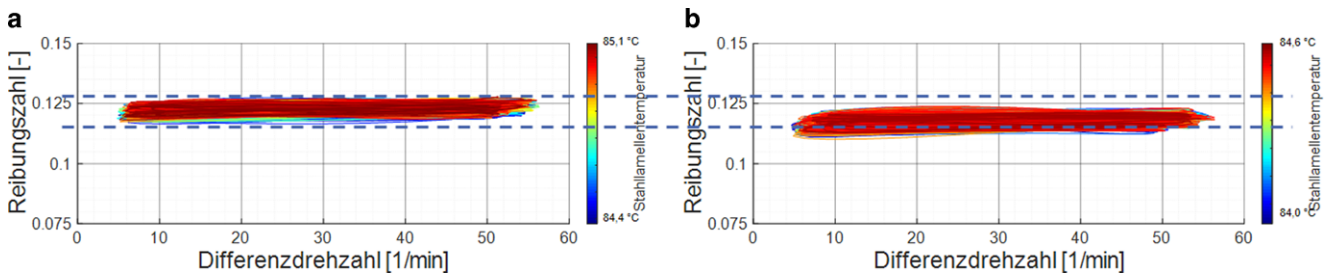 a
Reibungszahl [-]
0.15
0.125
0.1
0.075
0
10
20
30
40
50
60
Differenzdrehzahl [1/min]
85,1 °C
84,4 °C
Stahllamellentemperatur
b
Reibungszahl [-]
0.15
0.125
0.1
0.075
0
10
20
30
40
50
60
Differenzdrehzahl [1/min]
84,6 °C
84,0 °C
Stahllamellentemperatur